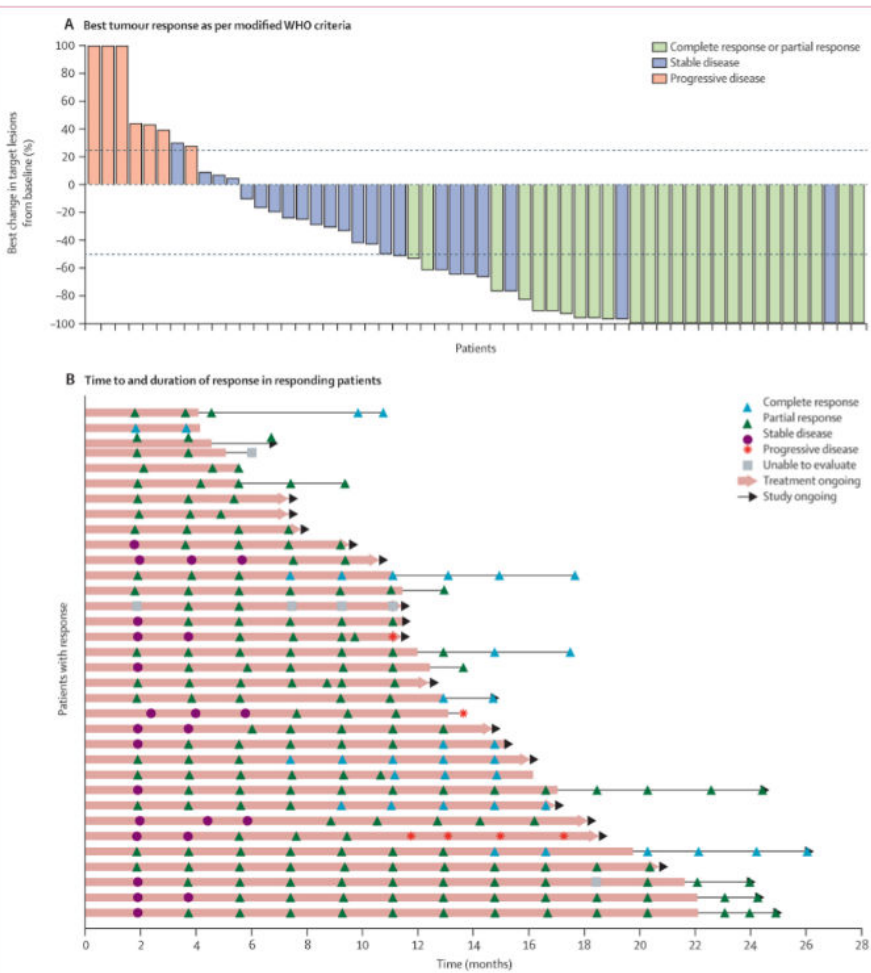 A Best tumour response as per modified WHO criteria
100
80
60
40
20
0
−20
−40
−60
−80
−100
Best change in target lesions
from baseline (%)
Complete response or partial response
Stable disease
Progressive disease
Patients
B Time to and duration of response in responding patients
Complete response
Partial response
Stable disease
Progressive disease
Unable to evaluate
Treatment ongoing
Study ongoing
Patients with response
0 2 4 6 8 10 12 14 16 18 20 22 24 26 28
Time (months)